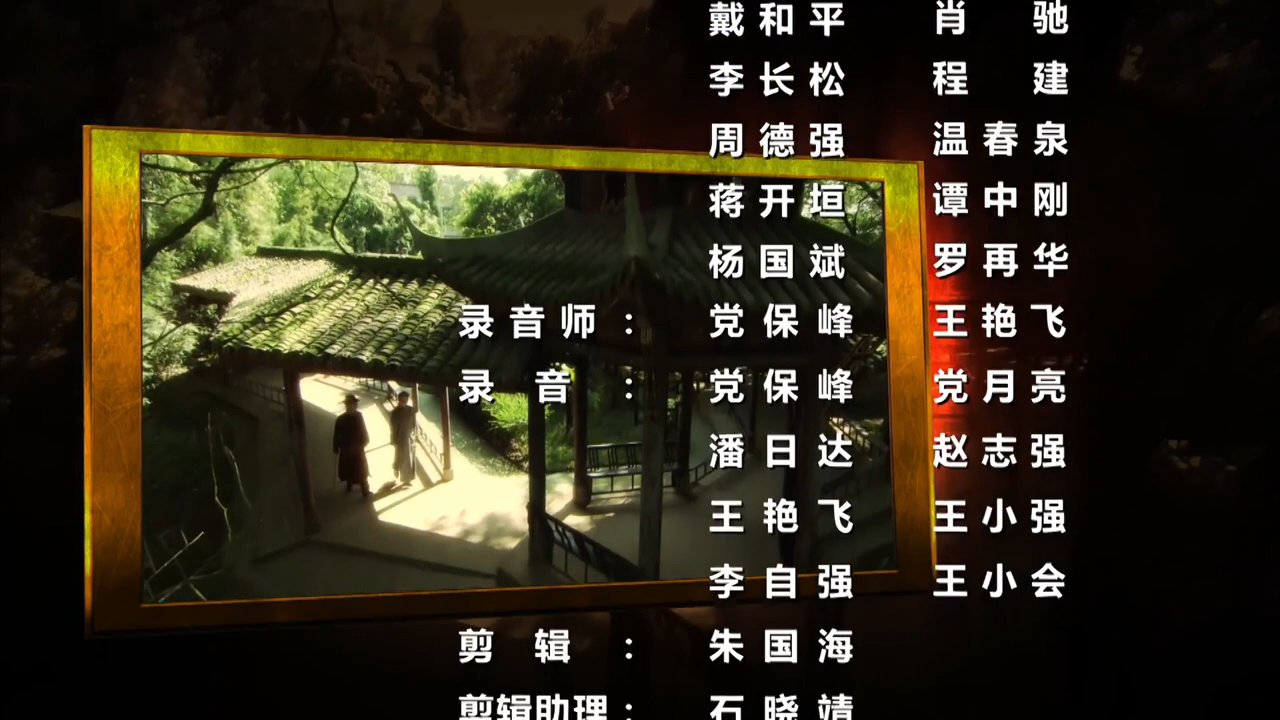 戴和平 肖驰
李长松 程建
周德强 温春泉
蒋开垣 谭中刚
杨国斌 罗再华
录音师： 党保峰 王艳飞
录音： 党保峰 党月亮
潘日达 赵志强
王艳飞 王小强
李自强 王小会
剪辑： 朱国海
剪辑助理： 石晓靖